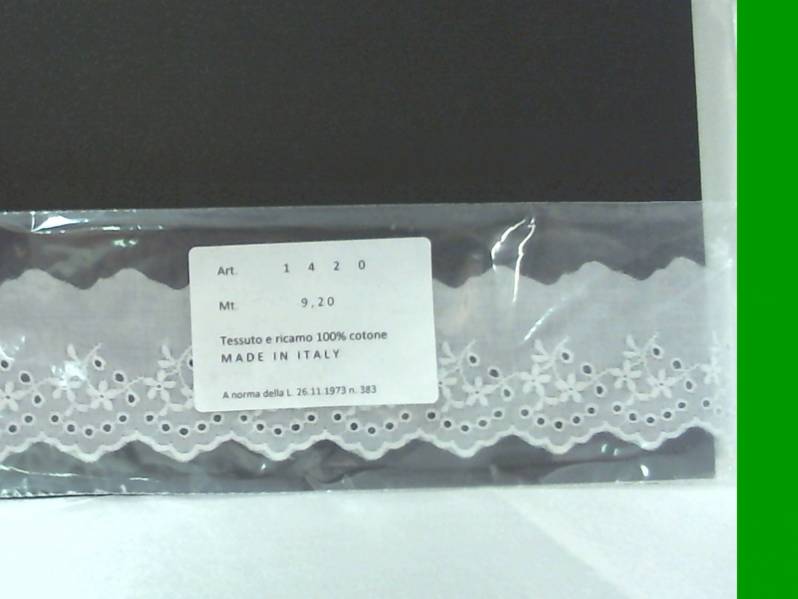 Art. 1 4 2 0
Mt. 9,20
Tessuto e ricamo 100% cotone
MADE IN ITALY
A norma della L. 26.11.1973 n. 383